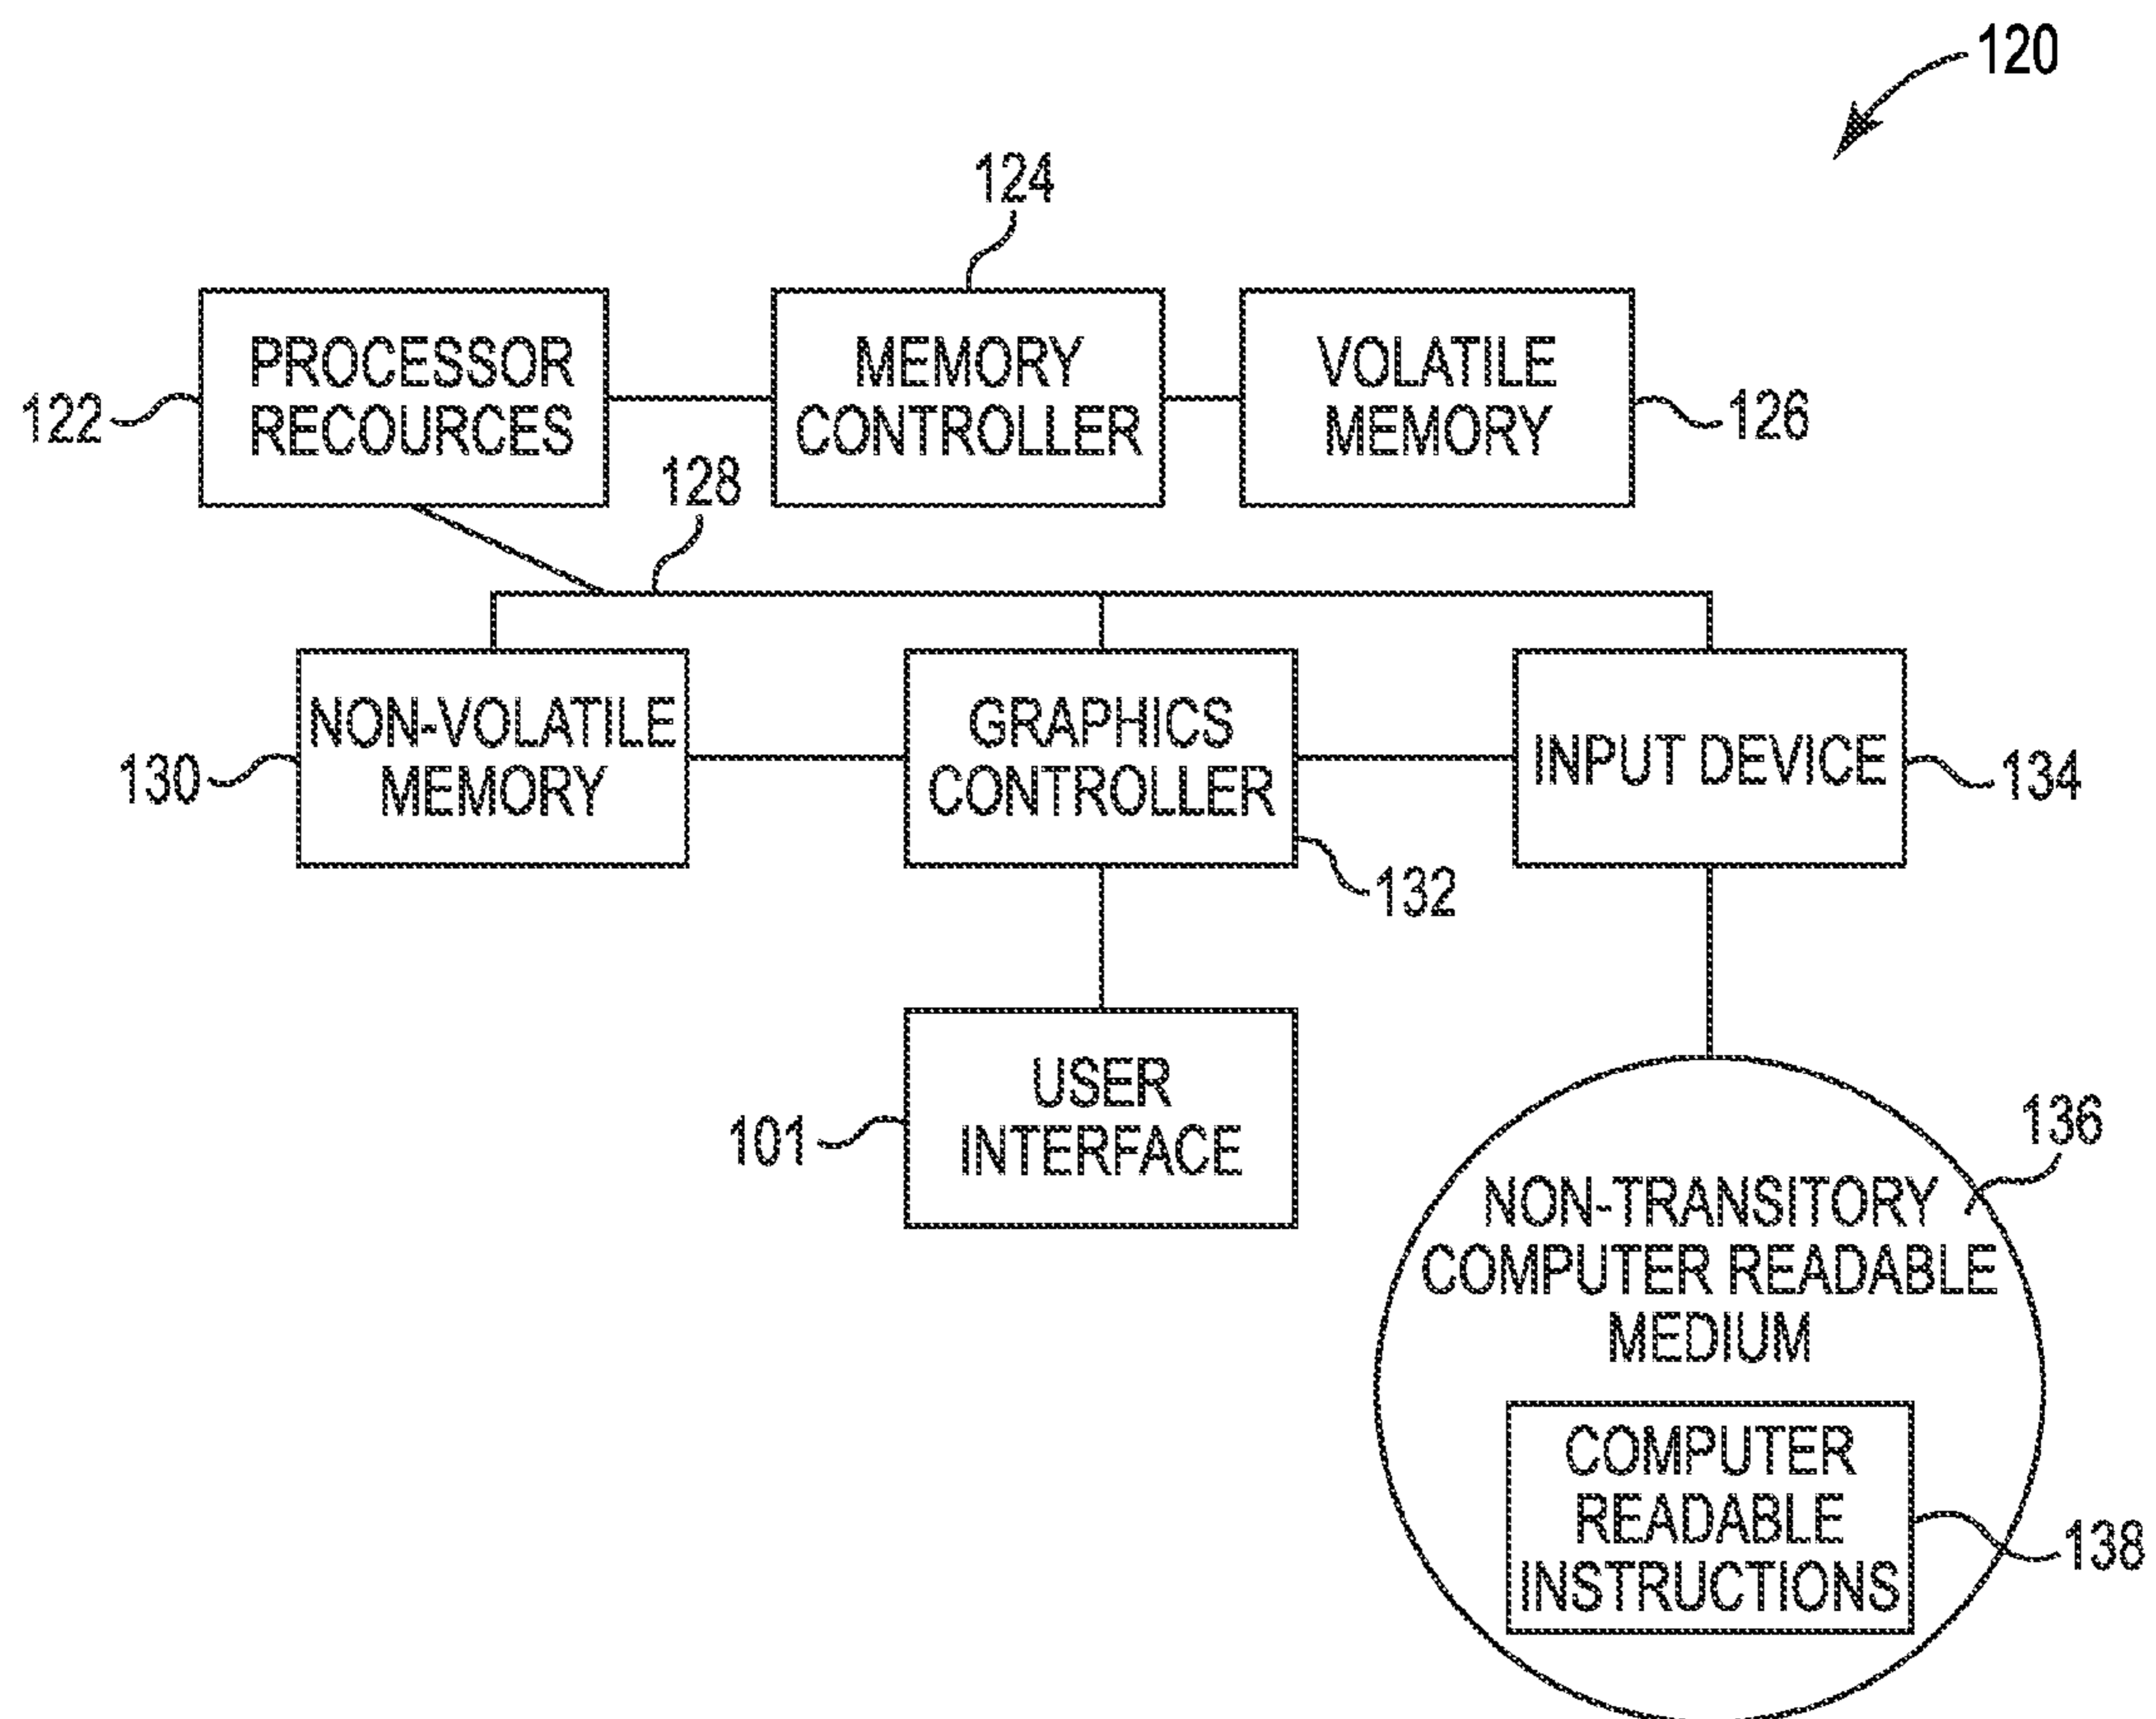 120
124
PROCESSOR
RECOURCES
MEMORY
CONTROLLER
VOLATILE
MEMORY
122
126
128
NON-VOLATILE
MEMORY
GRAPHICS
CONTROLLER
INPUT DEVICE
130
134
132
USER
INTERFACE
101
136
NON-TRANSITORY
COMPUTER READABLE
MEDIUM
COMPUTER
READABLE
INSTRUCTIONS
138